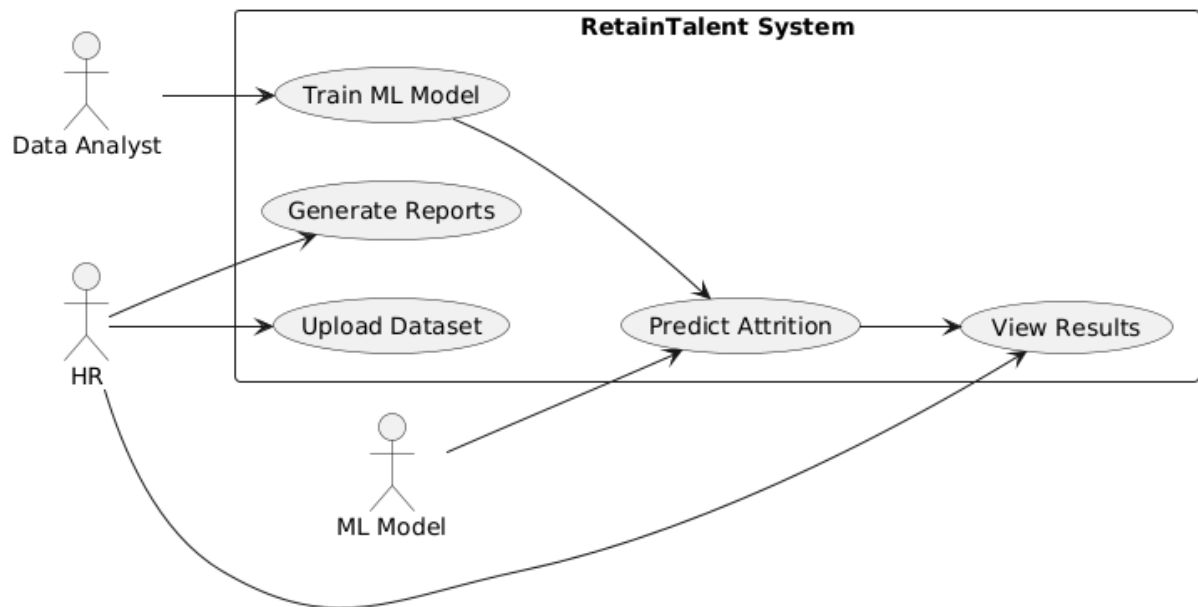 RetainTalent System
Data Analyst
Train ML Model
Generate Reports
HR
Upload Dataset
Predict Attrition
View Results
ML Model